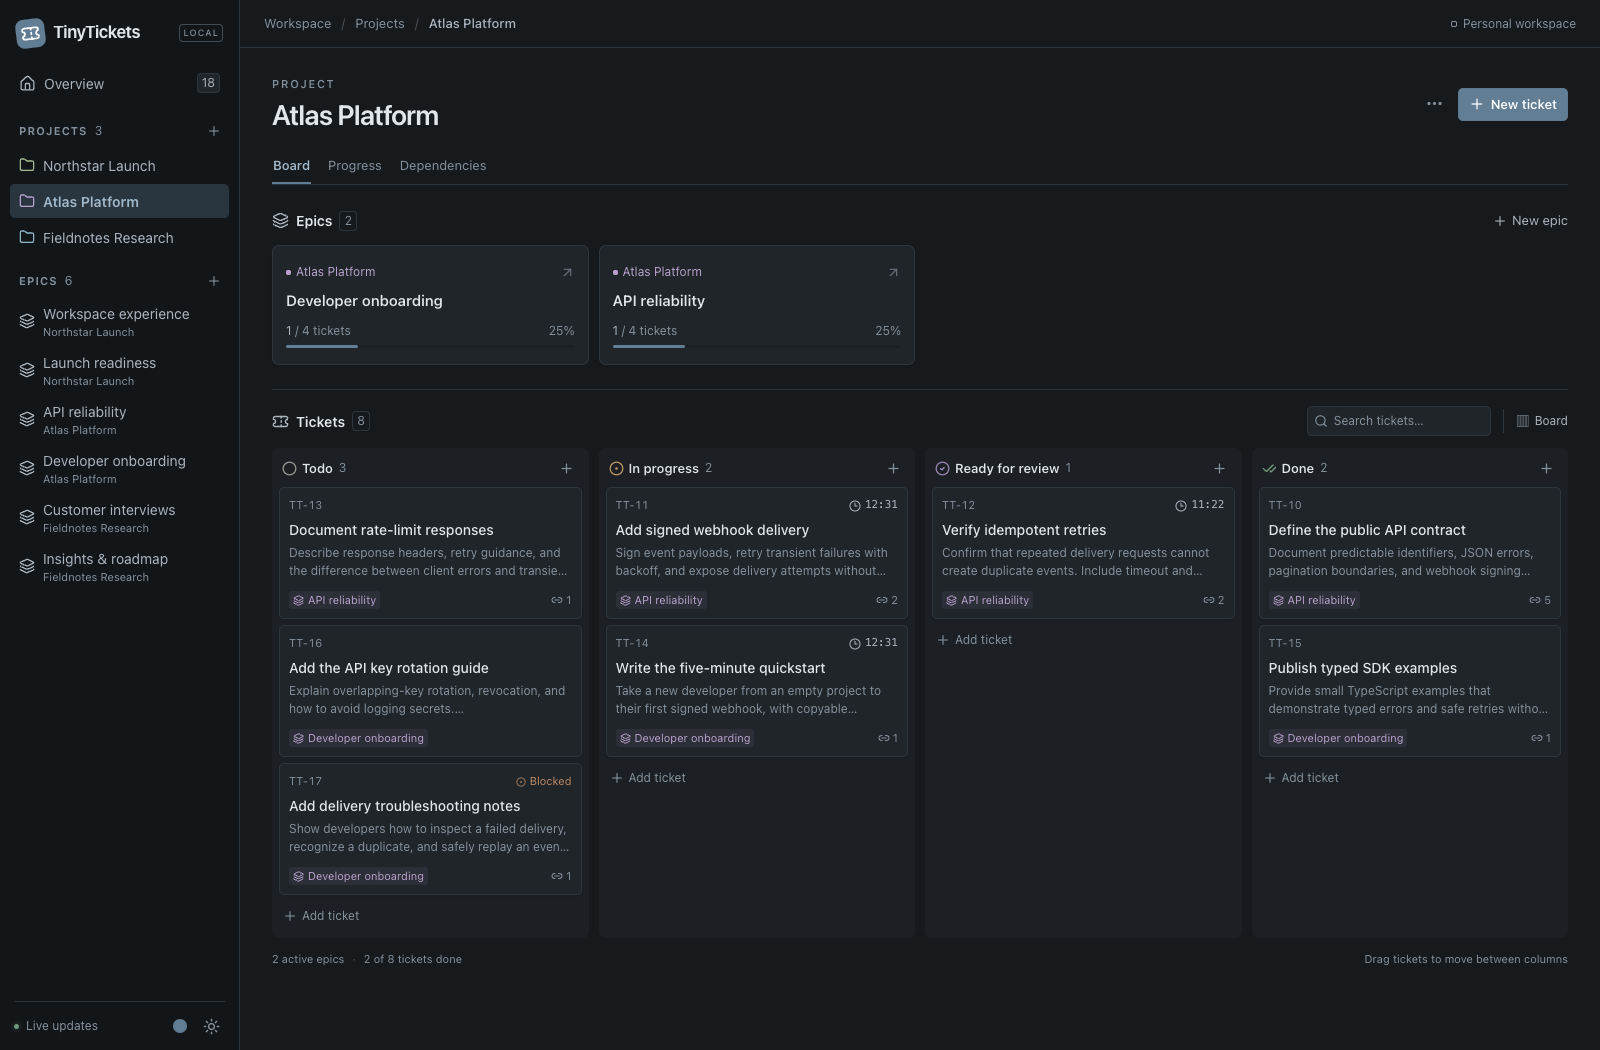 TinyTickets
LOCAL
Overview
18
PROJECTS 3
Northstar Launch
Atlas Platform
Fieldnotes Research
EPICS 6
Workspace experience
Northstar Launch
Launch readiness
Northstar Launch
API reliability
Atlas Platform
Developer onboarding
Atlas Platform
Customer interviews
Fieldnotes Research
Insights & roadmap
Fieldnotes Research
Live updates
Workspace / Projects / Atlas Platform
Personal workspace
PROJECT
Atlas Platform
New ticket
Board
Progress
Dependencies
Epics 2
New epic
Atlas Platform
Developer onboarding
1 / 4 tickets
25%
Atlas Platform
API reliability
1 / 4 tickets
25%
Tickets 8
Search tickets...
Board
Todo 3
TT-13
Document rate-limit responses
Describe response headers, retry guidance, and
the difference between client errors and transie...
API reliability
1
TT-16
Add the API key rotation guide
Explain overlapping-key rotation, revocation, and
how to avoid logging secrets....
Developer onboarding
TT-17
Blocked
Add delivery troubleshooting notes
Show developers how to inspect a failed delivery,
recognize a duplicate, and safely replay an even...
Developer onboarding
1
Add ticket
In progress 2
TT-11
12:31
Add signed webhook delivery
Sign event payloads, retry transient failures with
backoff, and expose delivery attempts without...
API reliability
2
TT-14
12:31
Write the five-minute quickstart
Take a new developer from an empty project to
their first signed webhook, with copyable...
Developer onboarding
1
Add ticket
Ready for review 1
TT-12
11:22
Verify idempotent retries
Confirm that repeated delivery requests cannot
create duplicate events. Include timeout and...
API reliability
2
Add ticket
Done 2
TT-10
Define the public API contract
Document predictable identifiers, JSON errors,
pagination boundaries, and webhook signing...
API reliability
5
TT-15
Publish typed SDK examples
Provide small TypeScript examples that
demonstrate typed errors and safe retries witho...
Developer onboarding
1
Add ticket
2 active epics · 2 of 8 tickets done
Drag tickets to move between columns